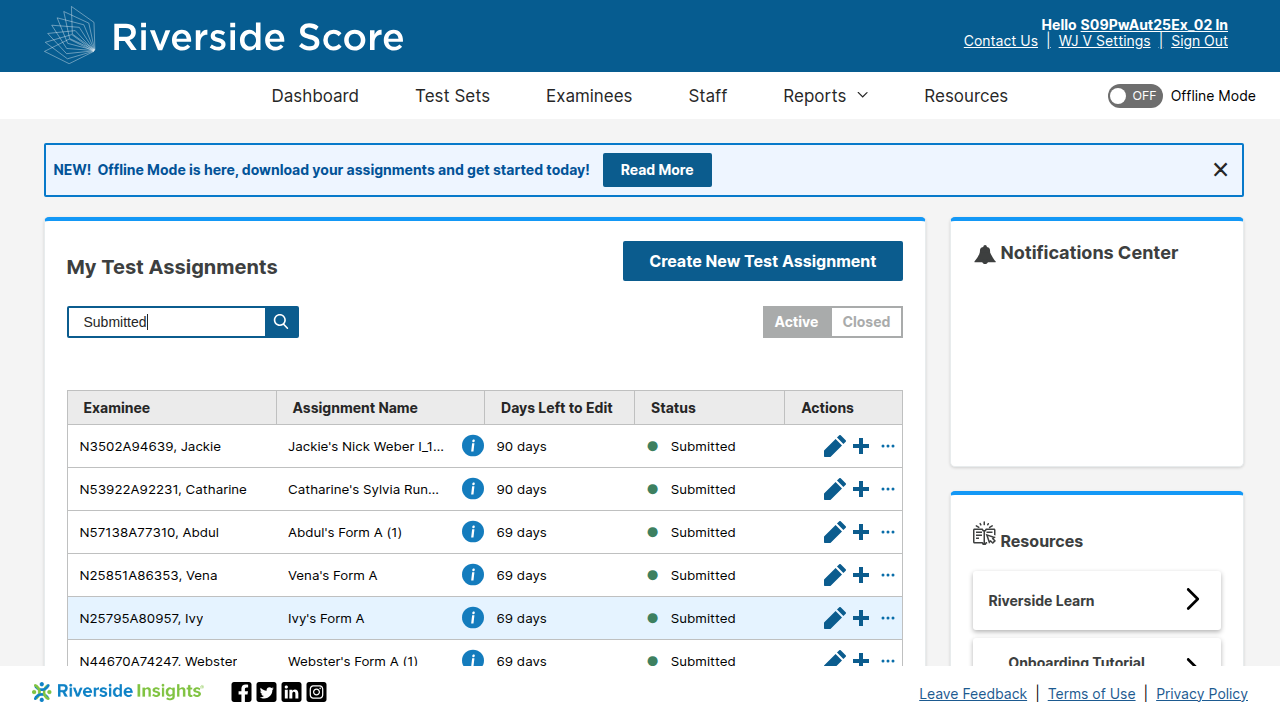 Riverside Score
Hello S09PwAut25Ex_02 In
Contact Us | WJ V Settings | Sign Out
Dashboard Test Sets Examinees Staff Reports Resources OFF Offline Mode
NEW! Offline Mode is here, download your assignments and get started today! Read More
My Test Assignments
Create New Test Assignment
Submitted
Active Closed
Examinee Assignment Name Days Left to Edit Status Actions
N3502A94639, Jackie Jackie's Nick Weber I_1... i 90 days Submitted ...
N53922A92231, Catharine Catharine's Sylvia Run... i 90 days Submitted ...
N57138A77310, Abdul Abdul's Form A (1) i 69 days Submitted ...
N25851A86353, Vena Vena's Form A i 69 days Submitted ...
N25795A80957, Ivy Ivy's Form A i 69 days Submitted ...
N44670A74247, Webster Webster's Form A (1) i 69 days Submitted ...
Notifications Center
Resources
Riverside Learn
Onboarding Tutorial
Riverside Insights
Leave Feedback | Terms of Use | Privacy Policy